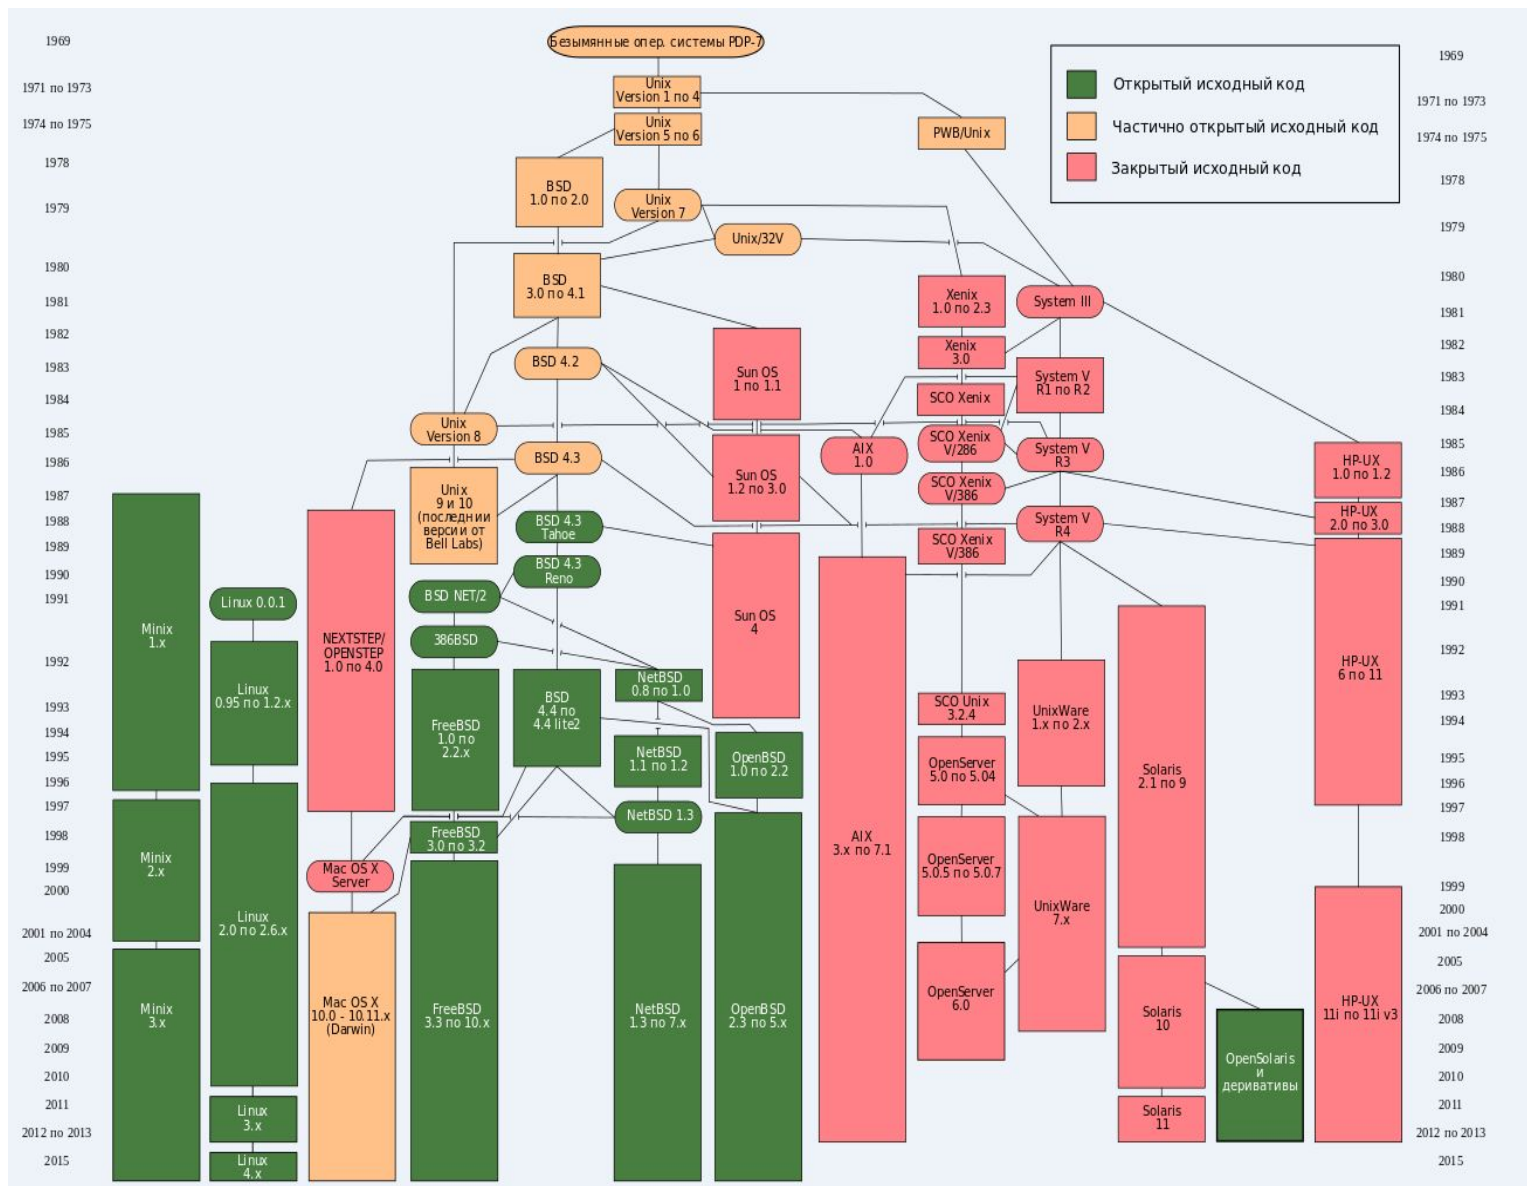 1969
1971 по 1973
1974 по 1975
1978
1979
1980
1981
1982
1983
1984
1985
1986
1987
1988
1989
1990
1991
1992
1993
1994
1995
1996
1997
1998
1999
2000
2001 по 2004
2005
2006 по 2007
2008
2009
2010
2011
2012 по 2013
2015
Безымянные опер. системы PDP-7
Unix
Version 1 по 4
Unix
Version 5 по 6
PWB/Unix
Открытый исходный код
Частично открытый исходный код
Закрытый исходный код
BSD
1.0 по 2.0
Unix
Version 7
Unix/32V
BSD
3.0 по 4.1
Xenix
1.0 по 2.3
System III
Xenix
3.0
BSD 4.2
Sun OS
1 по 1.1
System V
R1 по R2
SCO Xenix
Unix
Version 8
SCO Xenix
V/286
AIX
1.0
System V
R3
BSD 4.3
Sun OS
1.2 по 3.0
HP-UX
1.0 по 1.2
SCO Xenix
V/386
Unix
9 и 10
(последнии
версии от
Bell Labs)
HP-UX
2.0 по 3.0
BSD 4.3
Tahoe
System V
R4
SCO Xenix
V/386
BSD 4.3
Reno
BSD NET/2
Linux 0.0.1
Minix
1.x
386BSD
NEXTSTEP/
OPENSTEP
1.0 по 4.0
Sun OS
4
HP-UX
6 по 11
Linux
0.95 по 1.2.x
NetBSD
0.8 по 1.0
BSD
4.4 по
4.4 lite2
SCO Unix
3.2.4
UnixWare
1.x по 2.x
FreeBSD
1.0 по
2.2.x
NetBSD
1.1 по 1.2
OpenBSD
1.0 по 2.2
OpenServer
5.0 по 5.04
Solaris
2.1 по 9
NetBSD 1.3
FreeBSD
3.0 по 3.2
AIX
3.x по 7.1
Minix
2.x
Mac OS X
Server
OpenServer
5.0.5 по 5.0.7
Linux
2.0 по 2.6.x
UnixWare
7.x
Minix
3.x
Mac OS X
10.0 - 10.11.x
(Darwin)
FreeBSD
3.3 по 10.x
NetBSD
1.3 по 7.x
OpenBSD
2.3 по 5.x
OpenServer
6.0
Solaris
10
HP-UX
11i по 11i v3
OpenSolaris
и
деривативы
Linux
3.x
Solaris
11
Linux
4.x
1969
1971 по 1973
1974 по 1975
1978
1979
1980
1981
1982
1983
1984
1985
1986
1987
1988
1989
1990
1991
1992
1993
1994
1995
1996
1997
1998
1999
2000
2001 по 2004
2005
2006 по 2007
2008
2009
2010
2011
2012 по 2013
2015